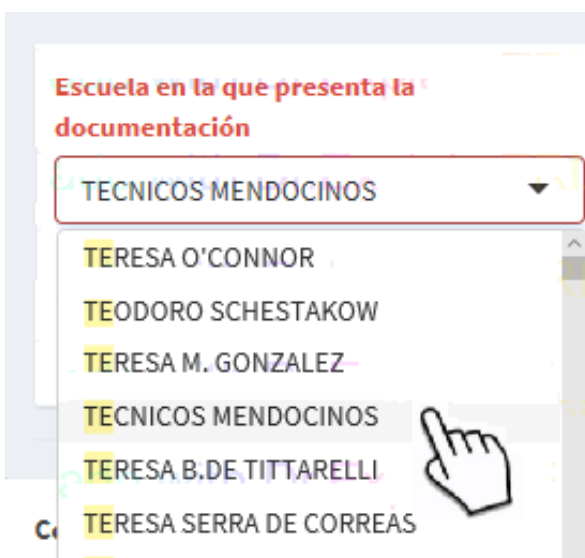 Escuela en la que presenta la
documentación
TECNICOS MENDOCINOS
TERESA O'CONNOR
TEODORO SCHESTAKOW
TERESA M. GONZALEZ
TECNICOS MENDOCINOS
TERESA B.DE TITTARELLI
TERESA SERRA DE CORREAS